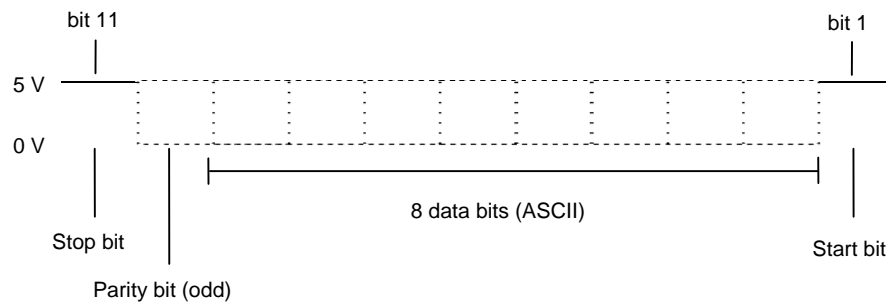 bit 11
bit 1
5 V
0 V
8 data bits (ASCII)
Stop bit
Start bit
Parity bit (odd)